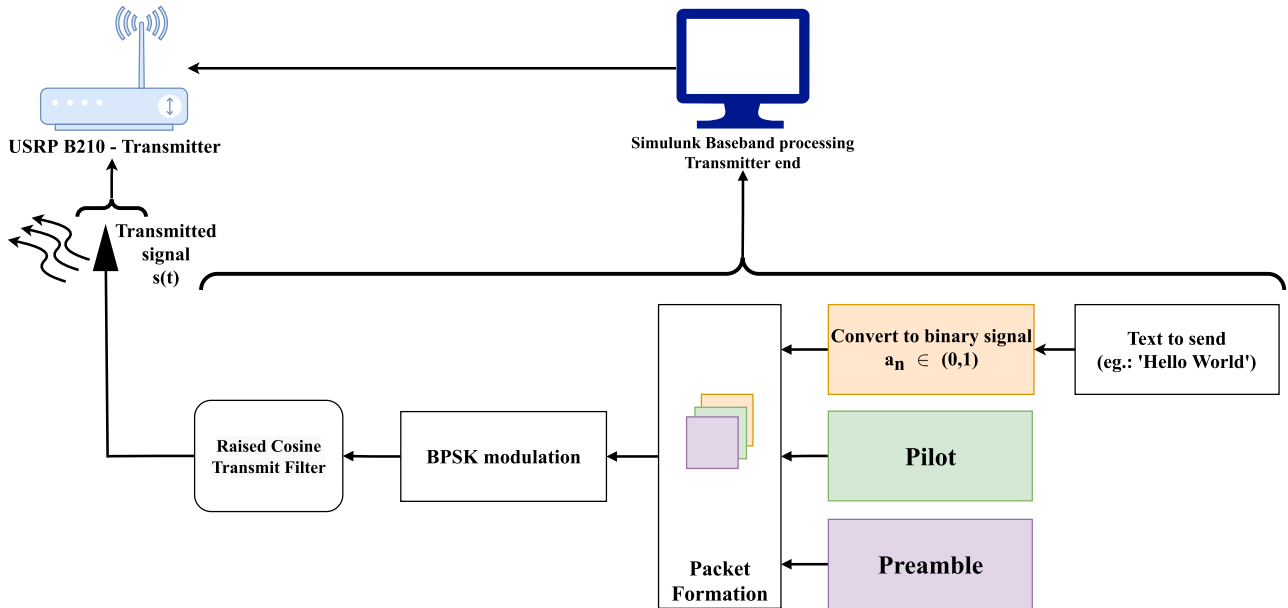 USRP B210 - Transmitter
Simulunk Baseband processing
Transmitter end
Transmitted
signal
s(t)
Convert to binary signal
aₙ ∈ (0,1)
Text to send
(eg.: 'Hello World')
Raised Cosine
Transmit Filter
BPSK modulation
Pilot
Packet
Formation
Preamble